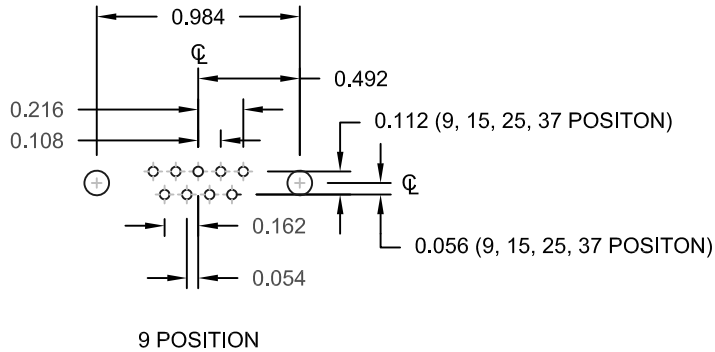 0.984
℄
0.492
0.216
0.112 (9, 15, 25, 37 POSITON)
0.108
℄
0.162
0.056 (9, 15, 25, 37 POSITON)
0.054
9 POSITION